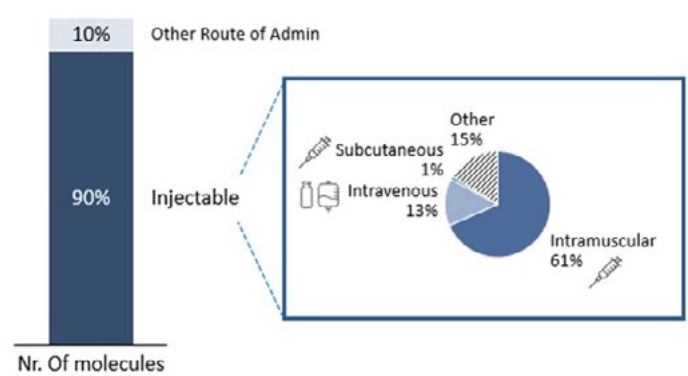 10%
Other Route of Admin
90%
Injectable
Other
15%
Subcutaneous
1%
Intravenous
13%
Intramuscular
61%
Nr. Of molecules